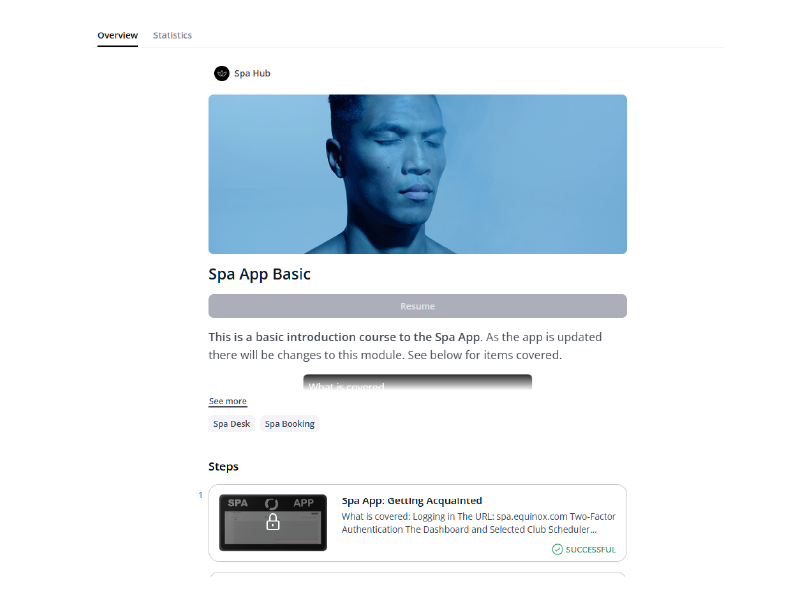 Overview
Statistics
Spa Hub
Spa App Basic
Resume
This is a basic introduction course to the Spa App. As the app is updated
there will be changes to this module. See below for items covered.
What is covered
See more
Spa Desk
Spa Booking
Steps
1
SPA APP
Spa App: Getting Acquainted
What is covered: Logging in The URL: spa.equinox.com Two-Factor
Authentication The Dashboard and Selected Club Scheduler...
SUCCESSFUL